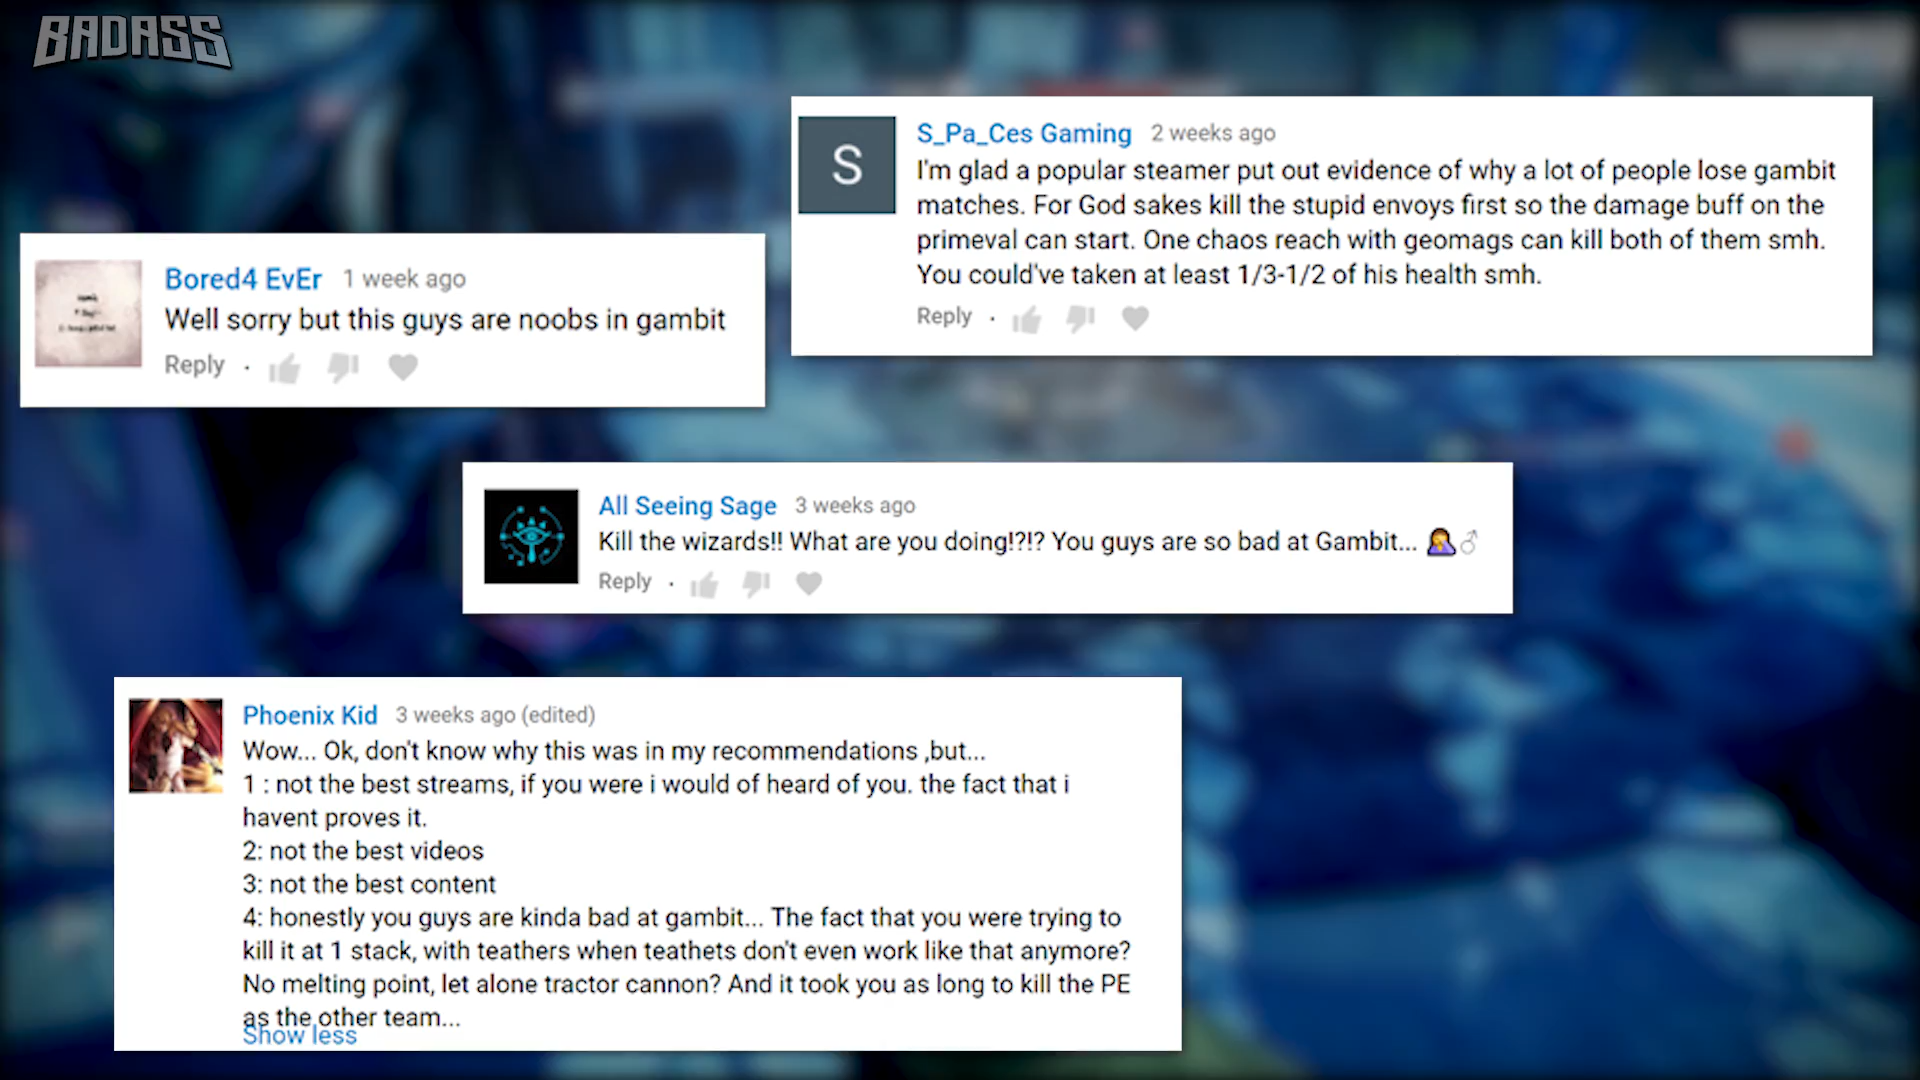 BADASS
S
S_Pa_Ces Gaming 2 weeks ago
I'm glad a popular steamer put out evidence of why a lot of people lose gambit
matches. For God sakes kill the stupid envoys first so the damage buff on the
primeval can start. One chaos reach with geomags can kill both of them smh.
You could've taken at least 1/3-1/2 of his health smh.
Reply
Bored4 EvEr 1 week ago
Well sorry but this guys are noobs in gambit
Reply
All Seeing Sage 3 weeks ago
Kill the wizards!! What are you doing!?!? You guys are so bad at Gambit... 🤦♂
Reply
Phoenix Kid 3 weeks ago (edited)
Wow... Ok, don't know why this was in my recommendations ,but...
1 : not the best streams, if you were i would of heard of you. the fact that i
havent proves it.
2: not the best videos
3: not the best content
4: honestly you guys are kinda bad at gambit... The fact that you were trying to
kill it at 1 stack, with teathers when teathets don't even work like that anymore?
No melting point, let alone tractor cannon? And it took you as long to kill the PE
as the other team...
Show less